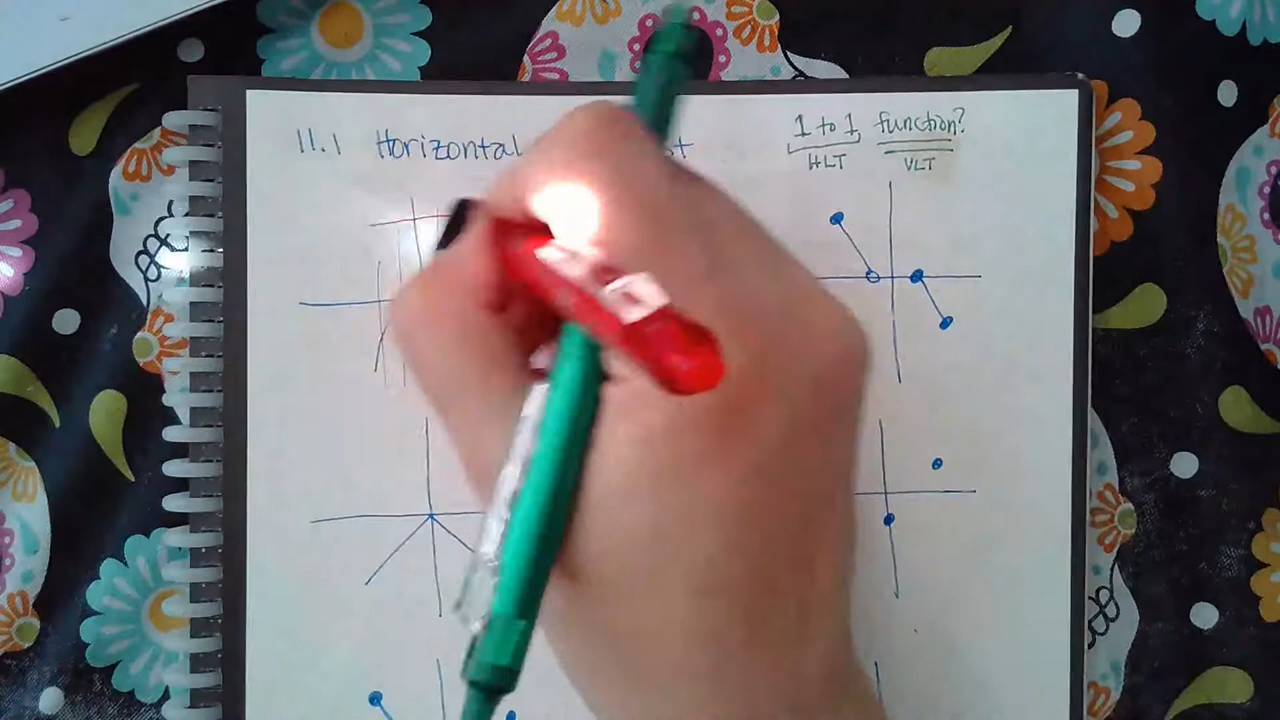 11.1 Horizontal
1 to 1, function?
HLT VLT